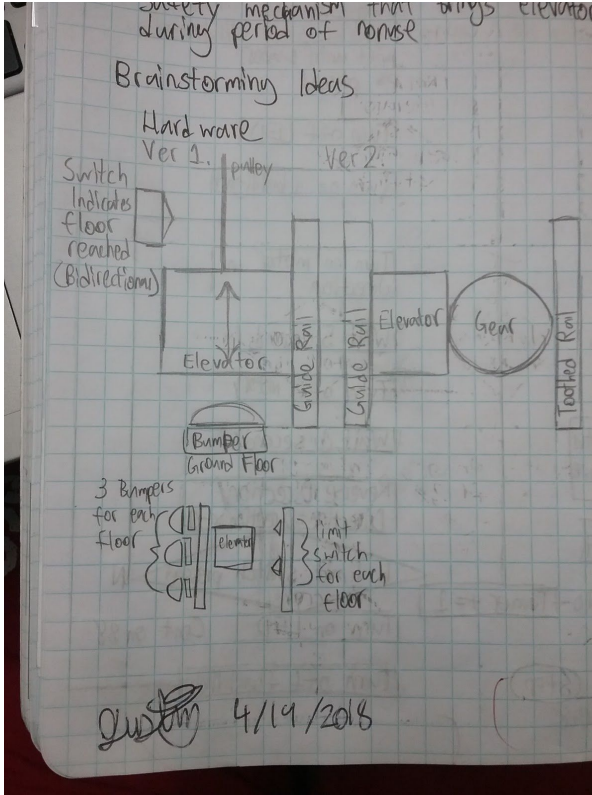 Safety mechanism that brings elevator
during period of nonuse
Brainstorming Ideas
Hardware
Ver 1.
pulley
Ver 2.
Switch
Indicates
floor
reached
(Bidirectional)
Elevator
Guide Rail
Guide Rail
Elevator
Gear
Toothed Rail
Bumper
Ground Floor
3 Bumpers
for each
floor
elevator
limit
switch
for each
floor
4/19/2018